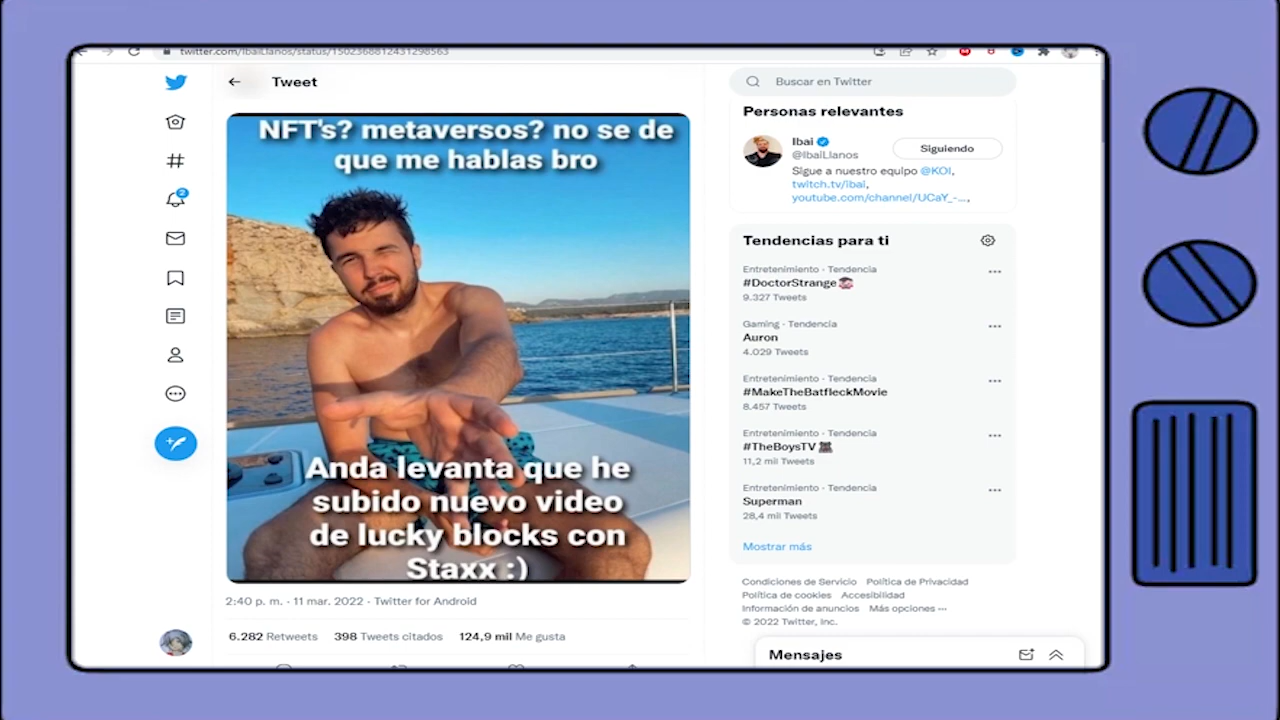 twitter.com/IbaiLlanos/status/1502368812431298563
Tweet
Buscar en Twitter
NFT's? metaversos? no se de
que me hablas bro
Anda levanta que he
subido nuevo video
de lucky blocks con
Staxx :)
2:40 p. m. · 11 mar. 2022 · Twitter for Android
6.282 Retweets 398 Tweets citados 124,9 mil Me gusta
2
Personas relevantes
Ibai
@IbaiLlanos
Siguiendo
Sigue a nuestro equipo @KOI,
twitch.tv/ibai,
youtube.com/channel/UCaY_-...,
Tendencias para ti
Entretenimiento · Tendencia
#DoctorStrange
9.327 Tweets
Gaming · Tendencia
Auron
4.029 Tweets
Entretenimiento · Tendencia
#MakeTheBatfleckMovie
8.457 Tweets
Entretenimiento · Tendencia
#TheBoysTV
11,2 mil Tweets
Entretenimiento · Tendencia
Superman
28,4 mil Tweets
Mostrar más
Condiciones de Servicio Política de Privacidad
Política de cookies Accesibilidad
Información de anuncios Más opciones ···
© 2022 Twitter, Inc.
Mensajes